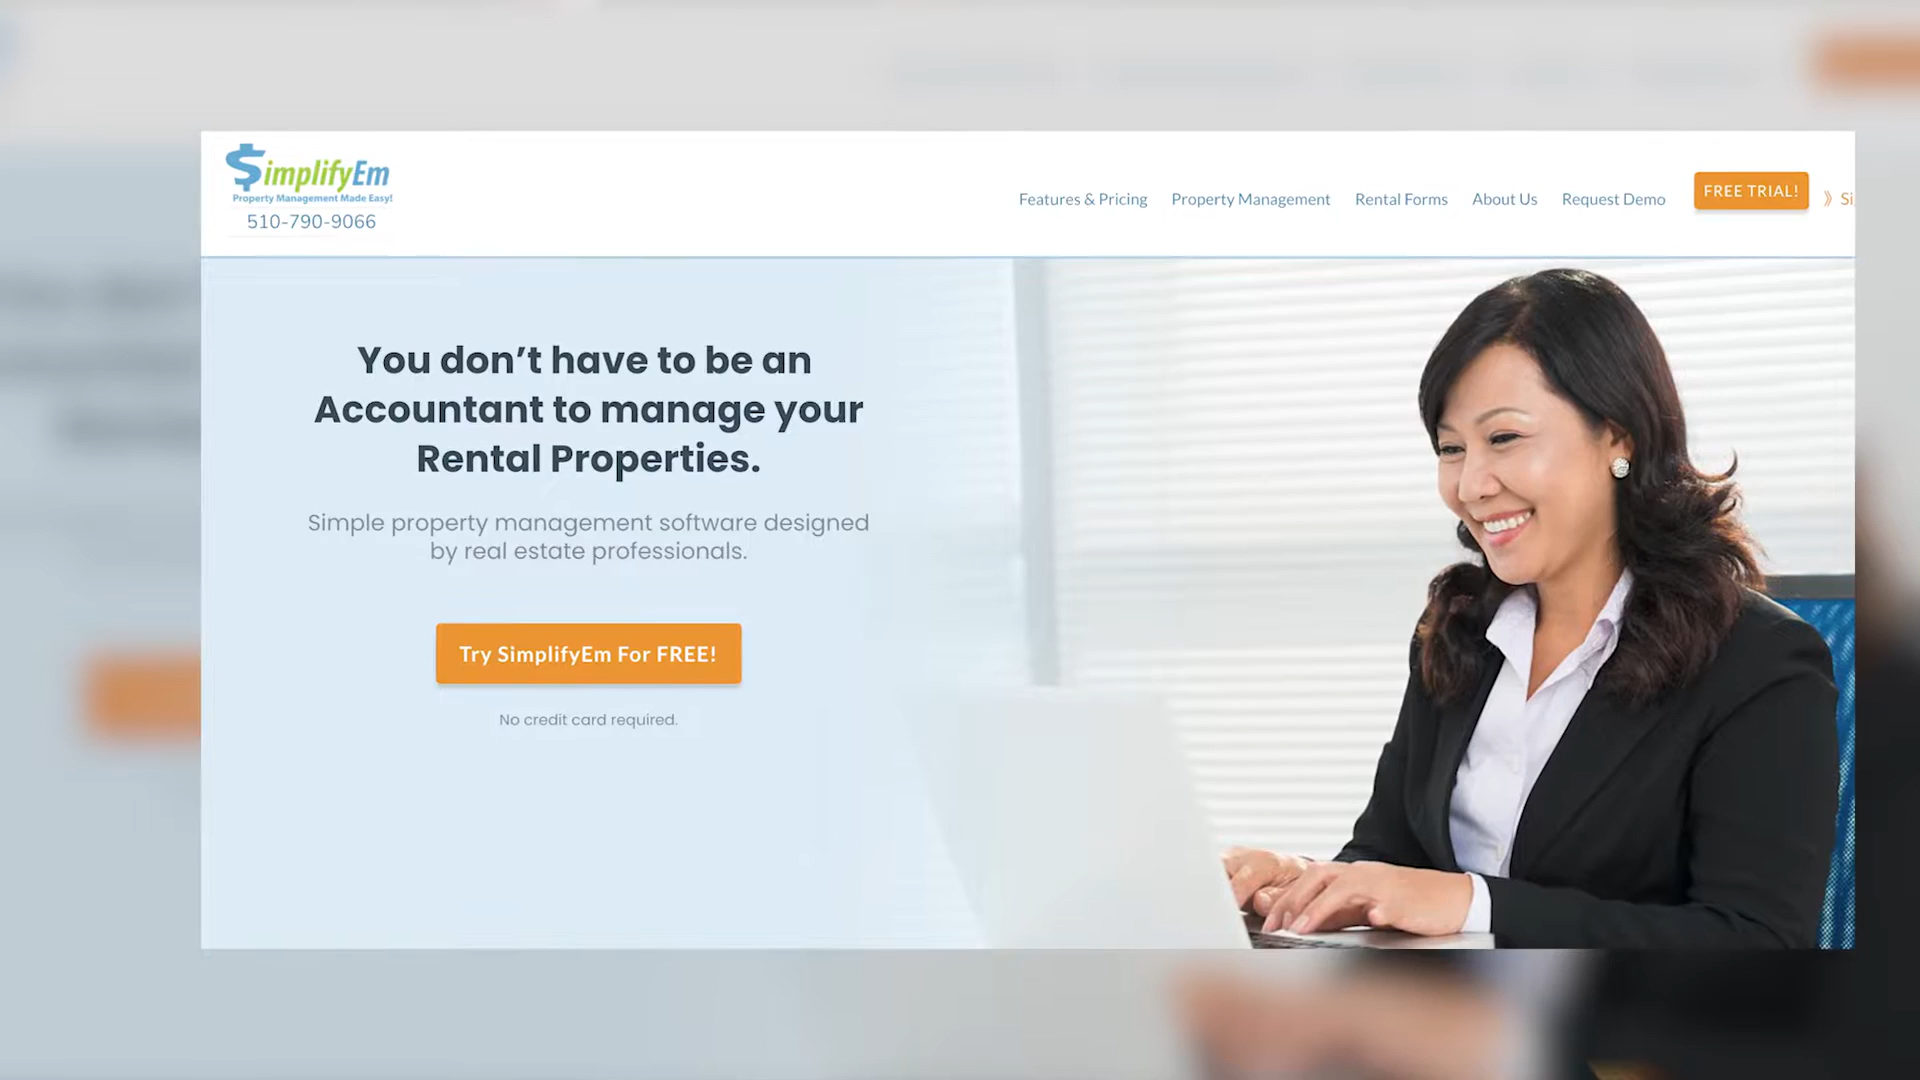 $implifyEm
Property Management Made Easy!
510-790-9066
Features & Pricing
Property Management
Rental Forms
About Us
Request Demo
FREE TRIAL!
》 Si
You don’t have to be an
Accountant to manage your
Rental Properties.
Simple property management software designed
by real estate professionals.
Try SimplifyEm For FREE!
No credit card required.